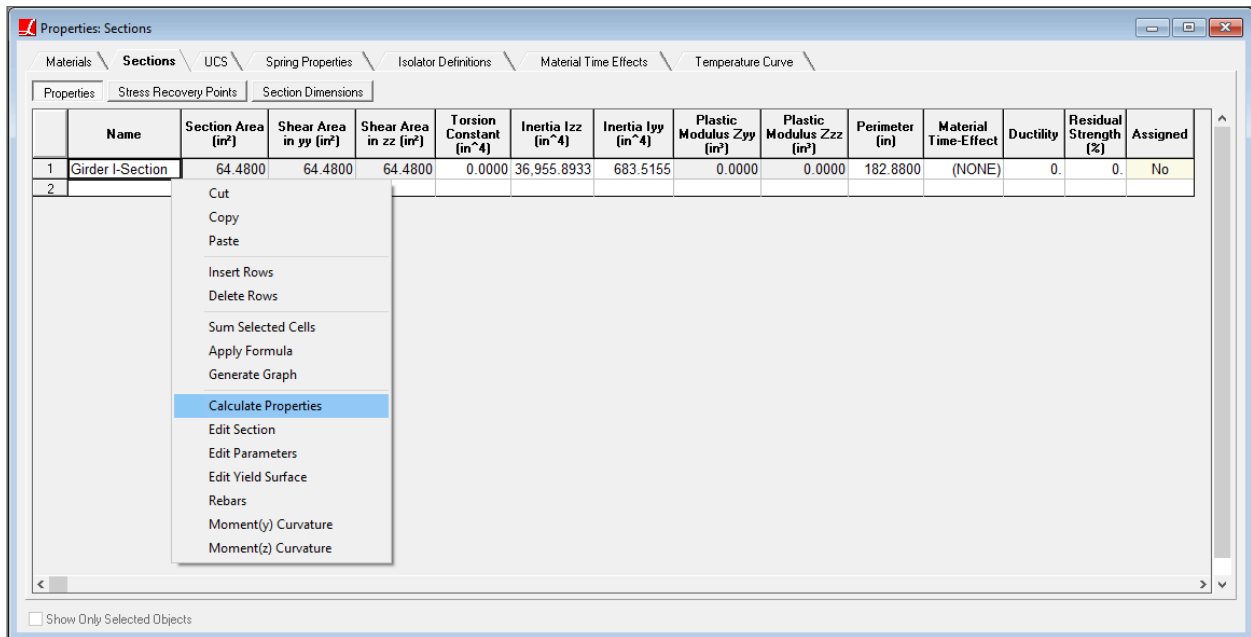 Properties: Sections
Materials Sections UCS Spring Properties Isolator Definitions Material Time Effects Temperature Curve
Properties Stress Recovery Points Section Dimensions
Name Section Area (in²) Shear Area in yy (in²) Shear Area in zz (in²) Torsion Constant (in^4) Inertia Izz (in^4) Inertia Iyy (in^4) Plastic Modulus Zyy (in³) Plastic Modulus Zzz (in³) Perimeter (in) Material Time-Effect Ductility Residual Strength (%) Assigned
1 Girder I-Section 64.4800 64.4800 64.4800 0.0000 36,955.8933 683.5155 0.0000 0.0000 182.8800 (NONE) 0. 0. No
2
Cut
Copy
Paste
Insert Rows
Delete Rows
Sum Selected Cells
Apply Formula
Generate Graph
Calculate Properties
Edit Section
Edit Parameters
Edit Yield Surface
Rebars
Moment(y) Curvature
Moment(z) Curvature
Show Only Selected Objects